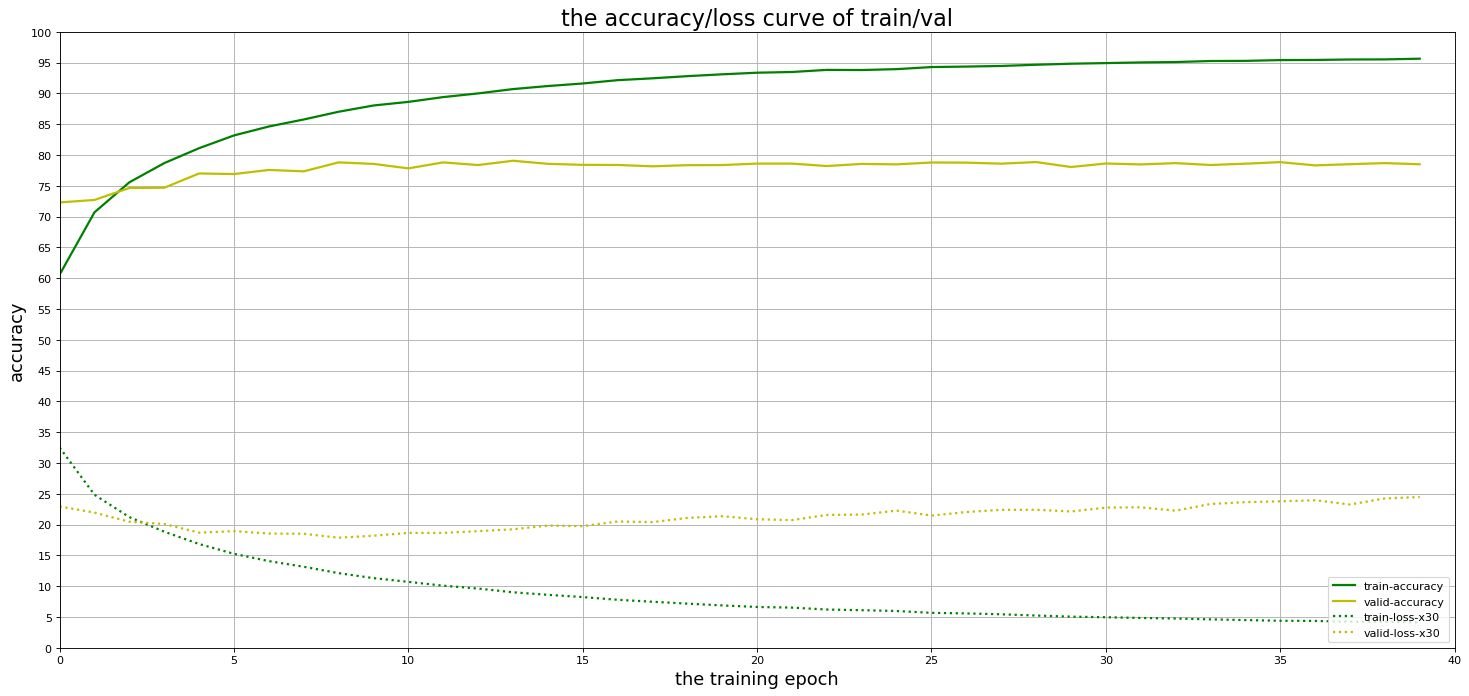 the accuracy/loss curve of train/val
100
95
90
85
80
75
70
65
60
55
50
45
40
35
30
25
20
15
10
5
0
accuracy
0 5 10 15 20 25 30 35 40
the training epoch
train-accuracy
valid-accuracy
train-loss-x30
valid-loss-x30